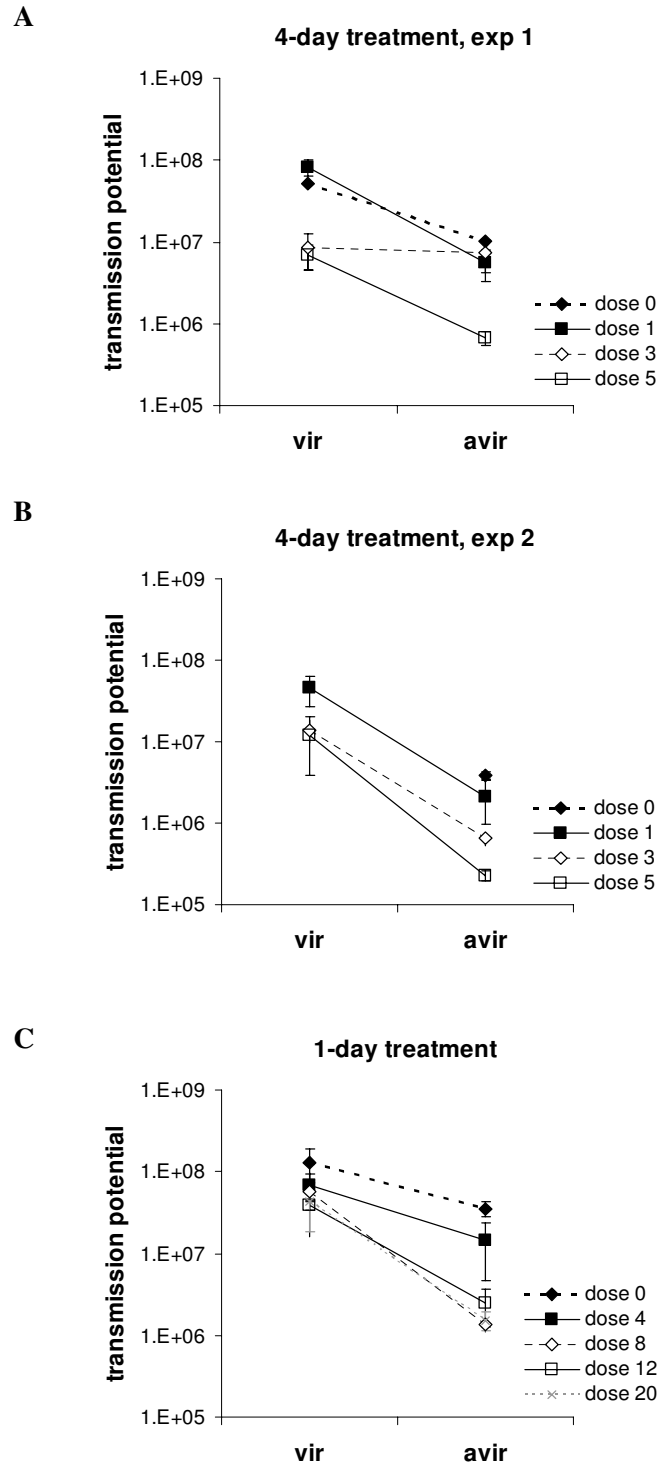 A
4-day treatment, exp 1
transmission potential
1.E+09
1.E+08
1.E+07
1.E+06
1.E+05
vir
avir
dose 0
dose 1
dose 3
dose 5
B
4-day treatment, exp 2
transmission potential
1.E+09
1.E+08
1.E+07
1.E+06
1.E+05
vir
avir
dose 0
dose 1
dose 3
dose 5
C
1-day treatment
transmission potential
1.E+09
1.E+08
1.E+07
1.E+06
1.E+05
vir
avir
dose 0
dose 4
dose 8
dose 12
dose 20